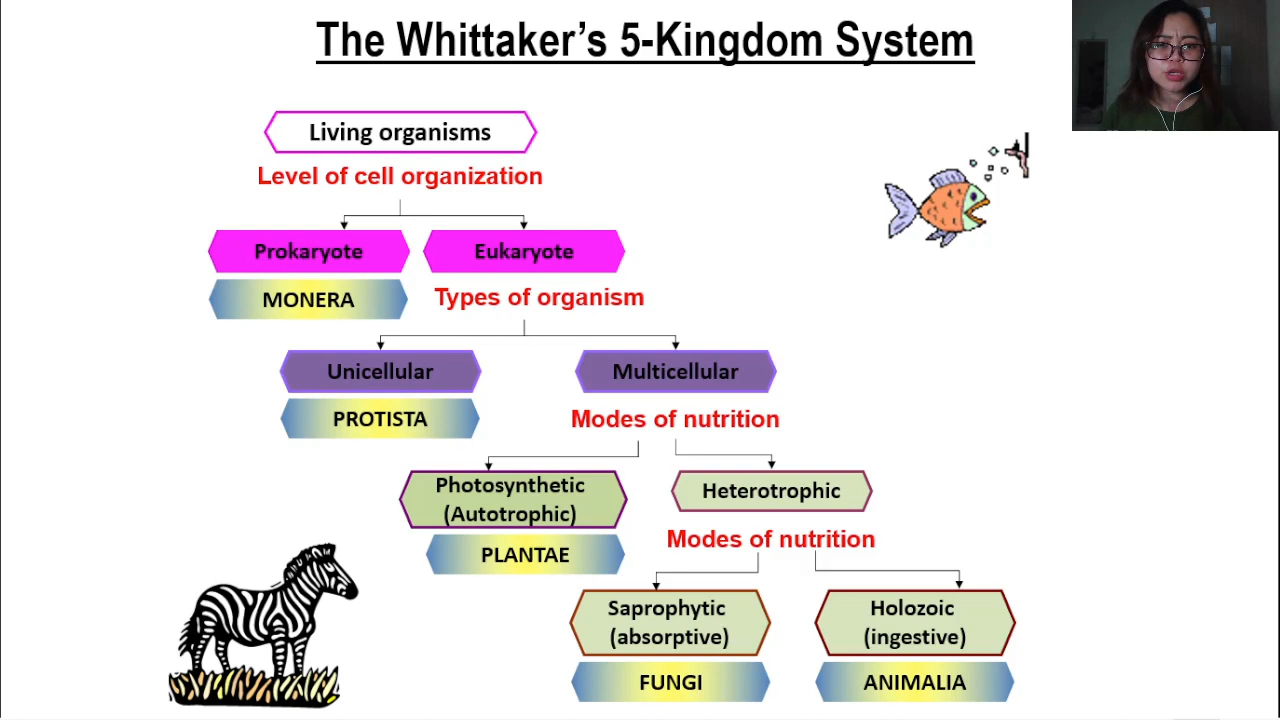 The Whittaker's 5-Kingdom System
Living organisms
Level of cell organization
Prokaryote
Eukaryote
MONERA
Types of organism
Unicellular
Multicellular
PROTISTA
Modes of nutrition
Photosynthetic
(Autotrophic)
Heterotrophic
PLANTAE
Modes of nutrition
Saprophytic
(absorptive)
Holozoic
(ingestive)
FUNGI
ANIMALIA